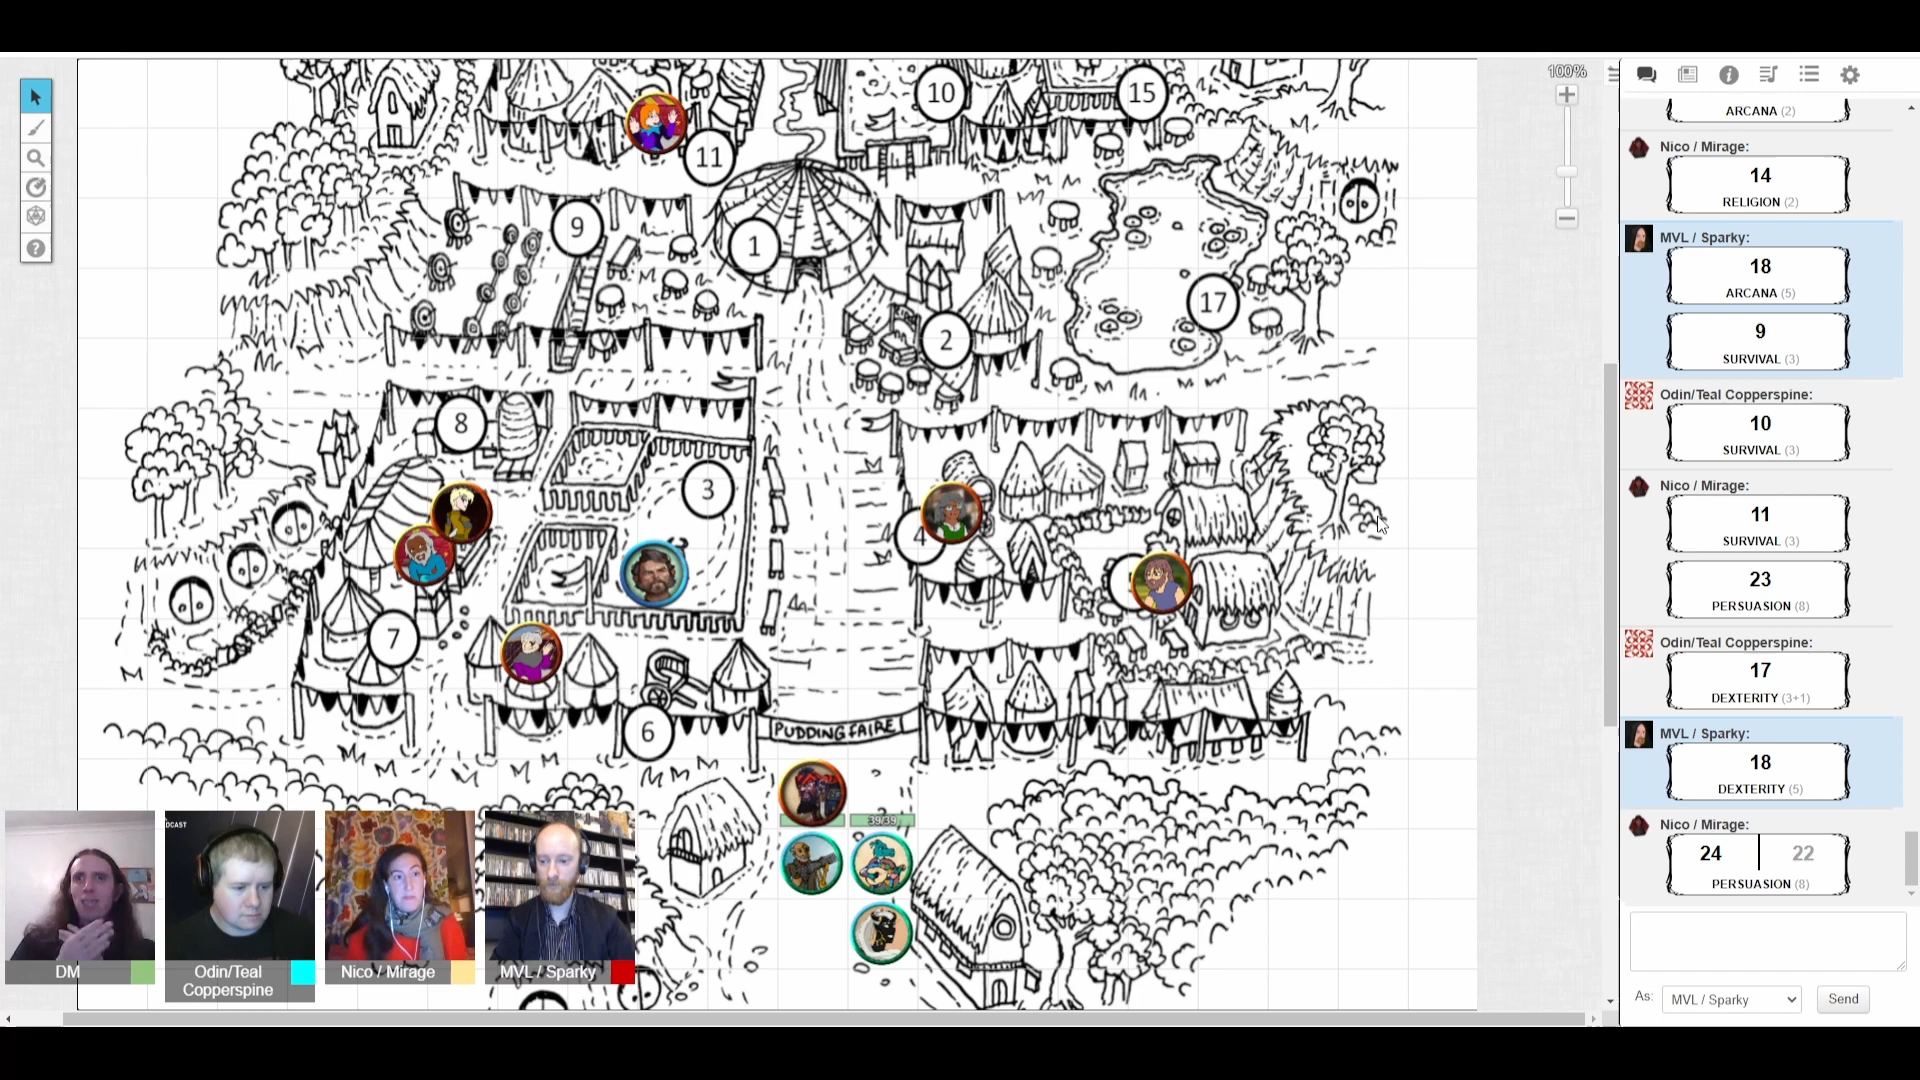 100%
10
15
11
9
1
17
2
8
3
4
7
6
PUDDING FAIRE
39/39
DCAST
DM
Odin/Teal
Copperspine
Nico / Mirage
MVL / Sparky
ARCANA (2)
Nico / Mirage:
14
RELIGION (2)
MVL / Sparky:
18
ARCANA (5)
9
SURVIVAL (3)
Odin/Teal Copperspine:
10
SURVIVAL (3)
Nico / Mirage:
11
SURVIVAL (3)
23
PERSUASION (8)
Odin/Teal Copperspine:
17
DEXTERITY (3+1)
MVL / Sparky:
18
DEXTERITY (5)
Nico / Mirage:
24 22
PERSUASION (8)
As: MVL / Sparky Send